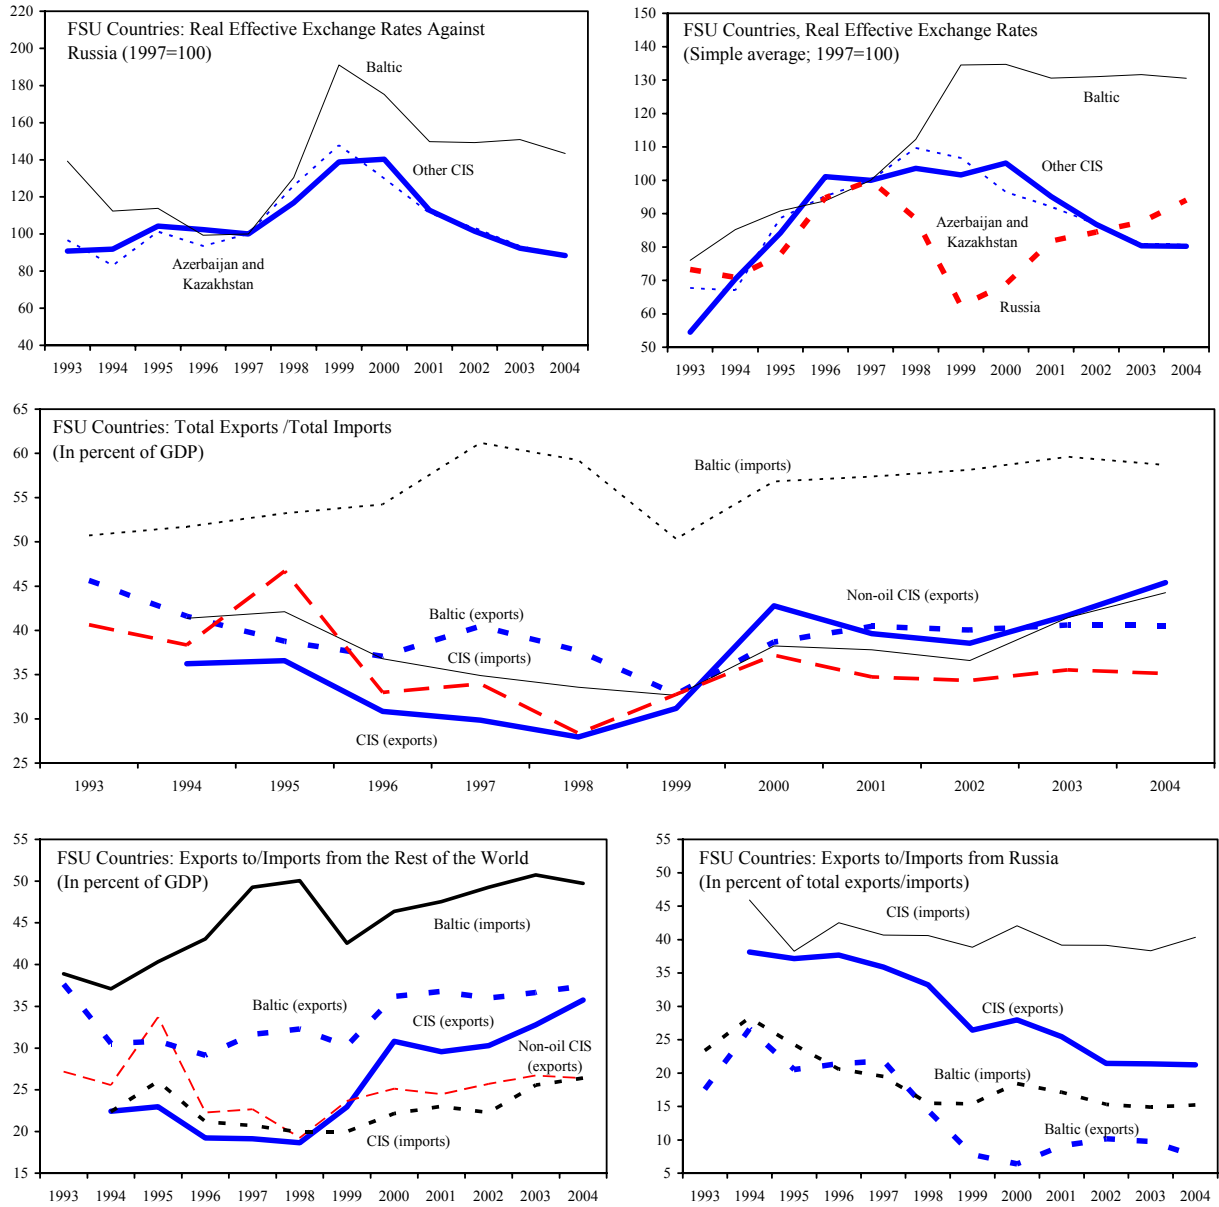 FSU Countries: Real Effective Exchange Rates Against
Russia (1997=100)
220
200
180
160
140
120
100
80
60
40
Baltic
Other CIS
Azerbaijan and
Kazakhstan
1993 1994 1995 1996 1997 1998 1999 2000 2001 2002 2003 2004
FSU Countries, Real Effective Exchange Rates
(Simple average; 1997=100)
150
140
130
120
110
100
90
80
70
60
50
Baltic
Other CIS
Azerbaijan and
Kazakhstan
Russia
1993 1994 1995 1996 1997 1998 1999 2000 2001 2002 2003 2004
FSU Countries: Total Exports /Total Imports
(In percent of GDP)
65
60
55
50
45
40
35
30
25
Baltic (imports)
Non-oil CIS (exports)
Baltic (exports)
CIS (imports)
CIS (exports)
1993 1994 1995 1996 1997 1998 1999 2000 2001 2002 2003 2004
FSU Countries: Exports to/Imports from the Rest of the World
(In percent of GDP)
55
50
45
40
35
30
25
20
15
Baltic (imports)
Baltic (exports)
CIS (exports)
Non-oil CIS
(exports)
CIS (imports)
1993 1994 1995 1996 1997 1998 1999 2000 2001 2002 2003 2004
FSU Countries: Exports to/Imports from Russia
(In percent of total exports/imports)
55
50
45
40
35
30
25
20
15
10
5
CIS (imports)
CIS (exports)
Baltic (imports)
Baltic (exports)
1993 1994 1995 1996 1997 1998 1999 2000 2001 2002 2003 2004